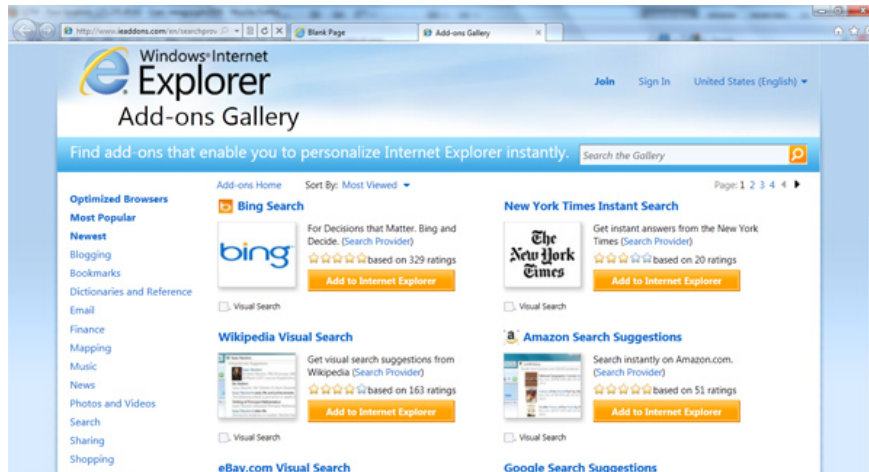 http://www.ieaddons.com/en/searchprov
Blank Page
Add-ons Gallery
Windows Internet
Explorer
Add-ons Gallery
Join Sign In United States (English)
Find add-ons that enable you to personalize Internet Explorer instantly.
Search the Gallery
Add-ons Home Sort By: Most Viewed
Page: 1 2 3 4
Optimized Browsers
Most Popular
Newest
Blogging
Bookmarks
Dictionaries and Reference
Email
Finance
Mapping
Music
News
Photos and Videos
Search
Sharing
Shopping
Bing Search
bing
For Decisions that Matter. Bing and
Decide. (Search Provider)
based on 329 ratings
Add to Internet Explorer
Visual Search
New York Times Instant Search
The
New York
Times
Get instant answers from the New York
Times (Search Provider)
based on 20 ratings
Add to Internet Explorer
Visual Search
Wikipedia Visual Search
Get visual search suggestions from
Wikipedia (Search Provider)
based on 163 ratings
Add to Internet Explorer
Visual Search
Amazon Search Suggestions
Search instantly on Amazon.com.
(Search Provider)
based on 51 ratings
Add to Internet Explorer
Visual Search
eBay.com Visual Search
Google Search Suggestions